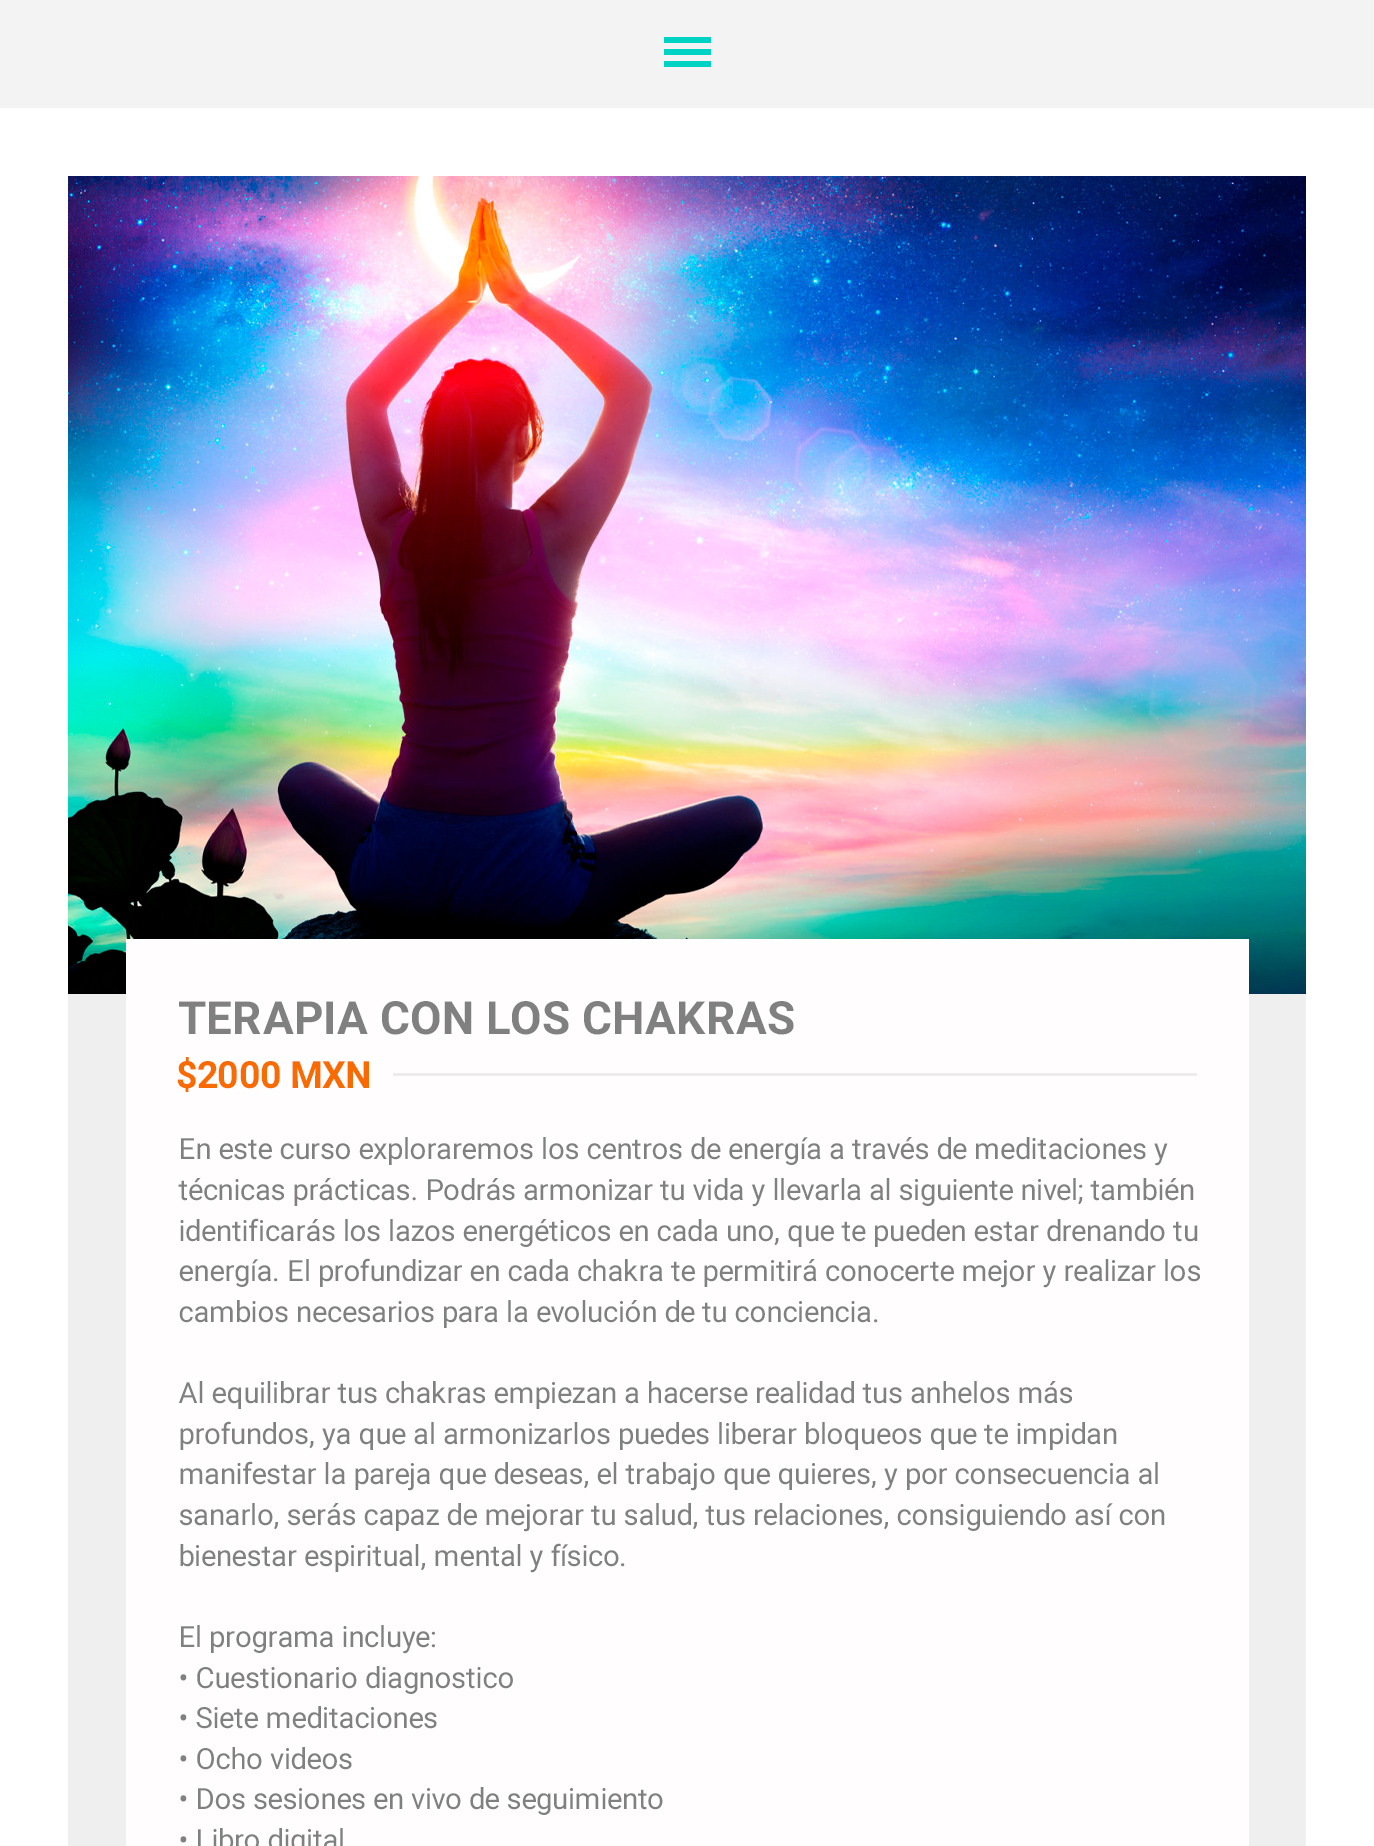 TERAPIA CON LOS CHAKRAS
$2000 MXN
En este curso exploraremos los centros de energía a través de meditaciones y
técnicas prácticas. Podrás armonizar tu vida y llevarla al siguiente nivel; también
identificarás los lazos energéticos en cada uno, que te pueden estar drenando tu
energía. El profundizar en cada chakra te permitirá conocerte mejor y realizar los
cambios necesarios para la evolución de tu conciencia.
Al equilibrar tus chakras empiezan a hacerse realidad tus anhelos más
profundos, ya que al armonizarlos puedes liberar bloqueos que te impidan
manifestar la pareja que deseas, el trabajo que quieres, y por consecuencia al
sanarlo, serás capaz de mejorar tu salud, tus relaciones, consiguiendo así con
bienestar espiritual, mental y físico.
El programa incluye:
• Cuestionario diagnostico
• Siete meditaciones
• Ocho videos
• Dos sesiones en vivo de seguimiento
• Libro digital